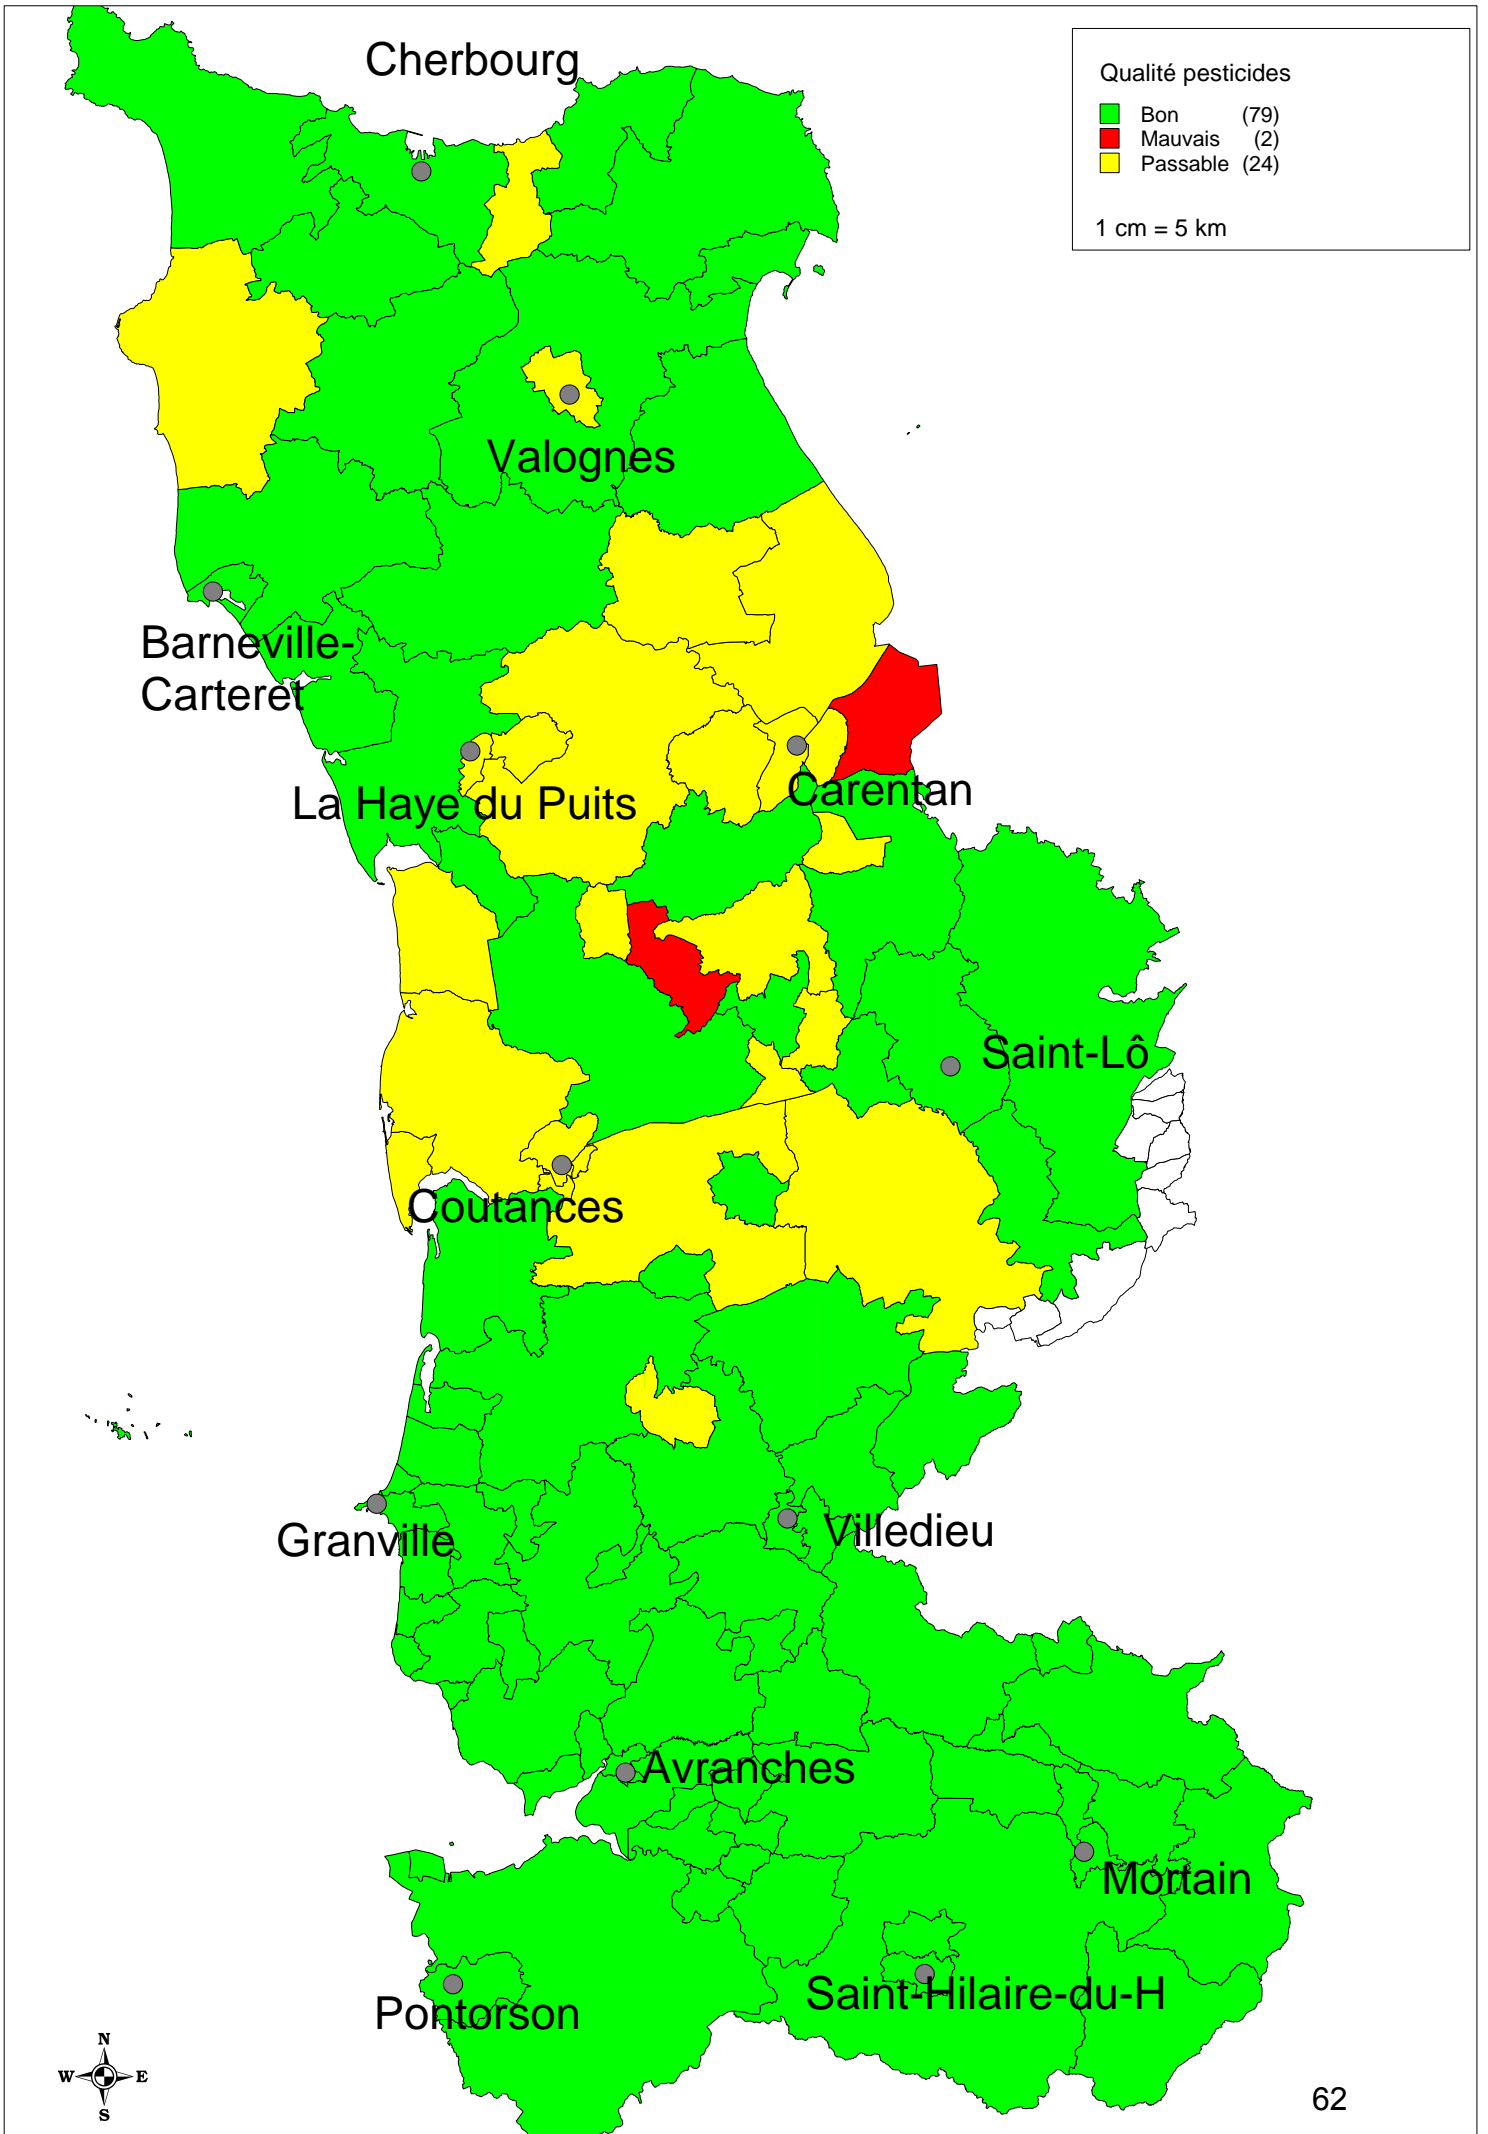 Cherbourg
Qualité pesticides
Bon (79)
Mauvais (2)
Passable (24)
1 cm = 5 km
Valognes
Barneville-
Carteret
La Haye du Puits
Carentan
Saint-Lô
Coutances
Granville
Villedieu
Avranches
Mortain
Saint-Hilaire-du-H
Pontorson
N
W E
S
62